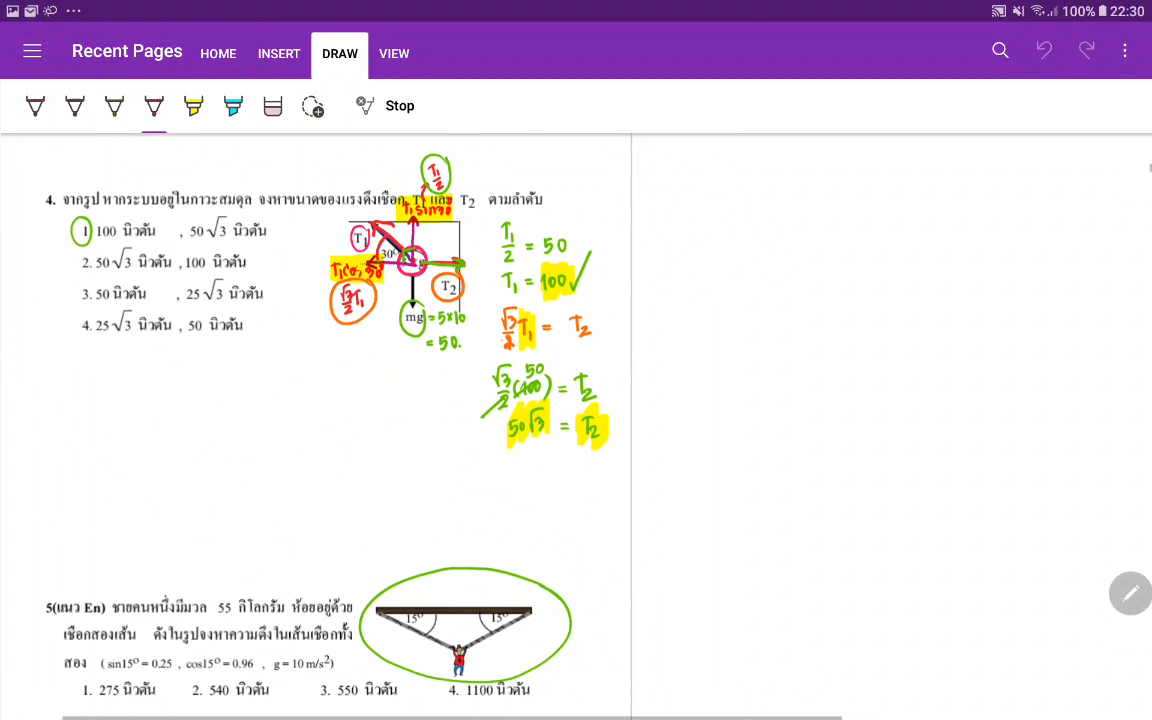 100% 22:30
Recent Pages HOME INSERT DRAW VIEW
Stop
4. จากรูป หากระบบอยู่ในภาวะสมดุล จงหาขนาดของแรงดึงเชือก T₁ และ T₂ ตามลำดับ
1 100 นิวตัน , 50√3 นิวตัน
2. 50√3 นิวตัน , 100 นิวตัน
3. 50 นิวตัน , 25√3 นิวตัน
4. 25√3 นิวตัน , 50 นิวตัน
T₁/2
T₁ sin30
T₁
30°
T₁cos 30
√3/2 T₁
T₂
mg = 5×10
= 50.
T₁/2 = 50
T₁ = 100 ✓
√3/2 T₁ = T₂
50
√3/2 (100) = T₂
50√3 = T₂
5(แนว En) ชายคนหนึ่งมีมวล 55 กิโลกรัม ห้อยอยู่ด้วย
เชือกสองเส้น ดังในรูปจงหาความตึงในเส้นเชือกทั้ง
สอง (sin15° = 0.25 , cos15° = 0.96 , g = 10 m/s²)
15° 15°
1. 275 นิวตัน 2. 540 นิวตัน 3. 550 นิวตัน 4. 1100 นิวตัน